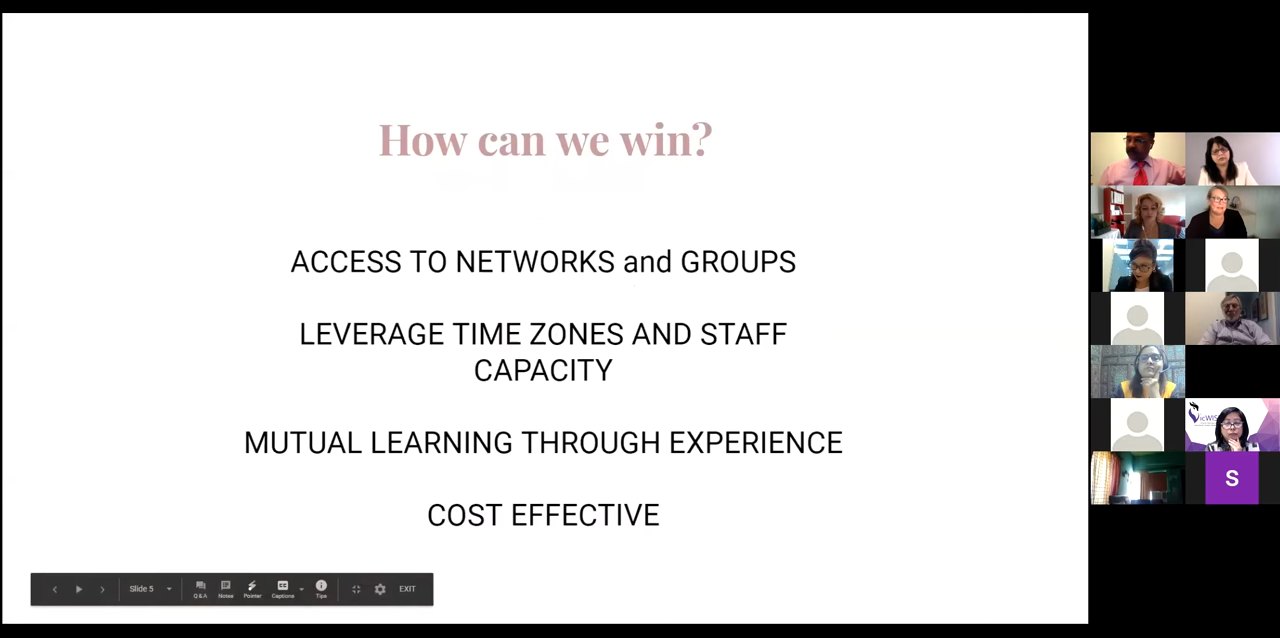 How can we win?
ACCESS TO NETWORKS and GROUPS
LEVERAGE TIME ZONES AND STAFF
CAPACITY
MUTUAL LEARNING THROUGH EXPERIENCE
COST EFFECTIVE
Slide 5
Q & A
Notes
Pointer
CC
Captions
Tips
EXIT
S